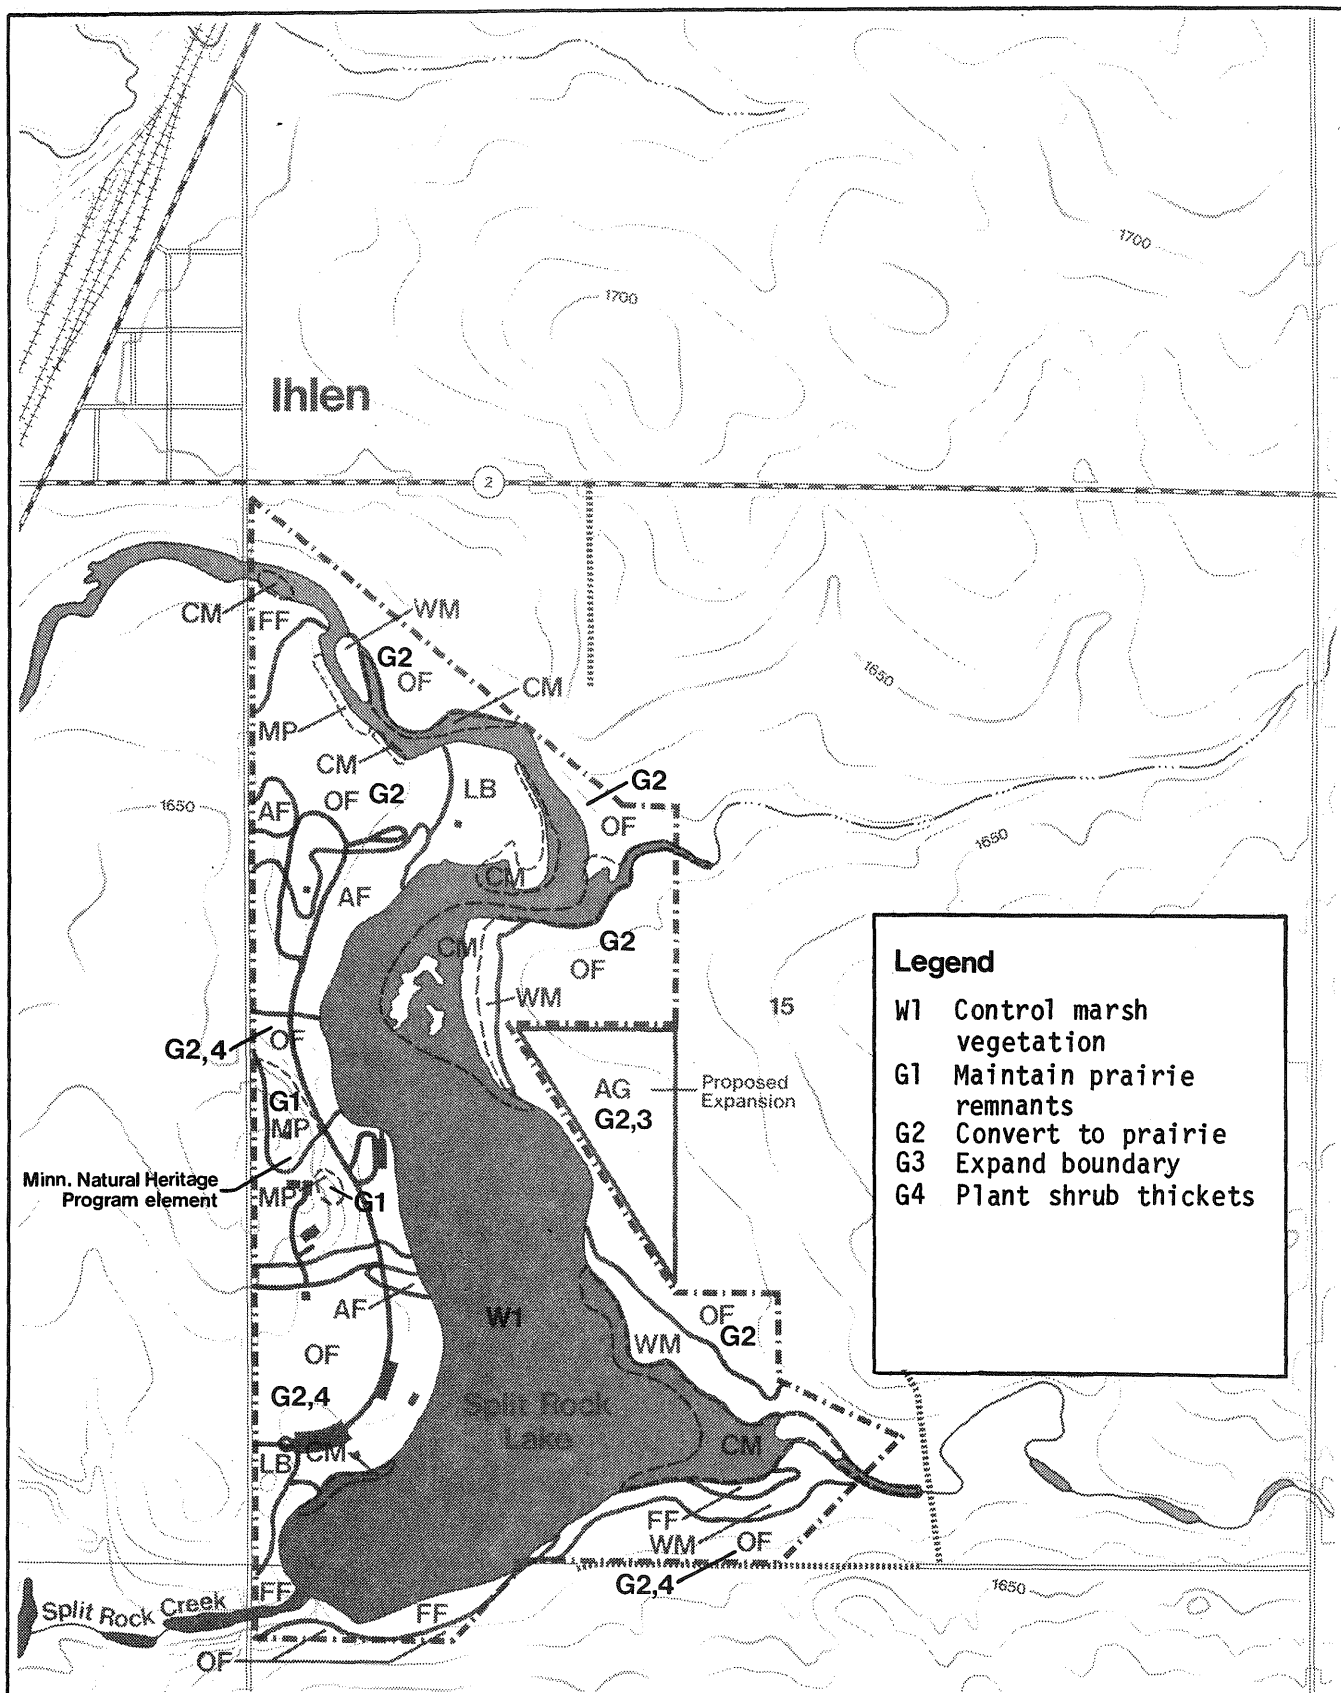 1700
1700
Ihlen
2
CM
FF
WM
G2
OF
CM
1650
MP
CM
LB
G2
1650
AF
OF
G2
OF
1650
AF
CM
CM
G2
OF
WM
15
OF
G2,4
AG
G2,3
Proposed
Expansion
G1
MP
Minn. Natural Heritage
Program element
MP
G1
AF
W1
OF
G2
WM
OF
G2,4
Split Rock
Lake
CM
CM
LB
FF
WM
OF
G2,4
1650
FF
Split Rock Creek
FF
OF
Legend
W1 Control marsh
vegetation
G1 Maintain prairie
remnants
G2 Convert to prairie
G3 Expand boundary
G4 Plant shrub thickets